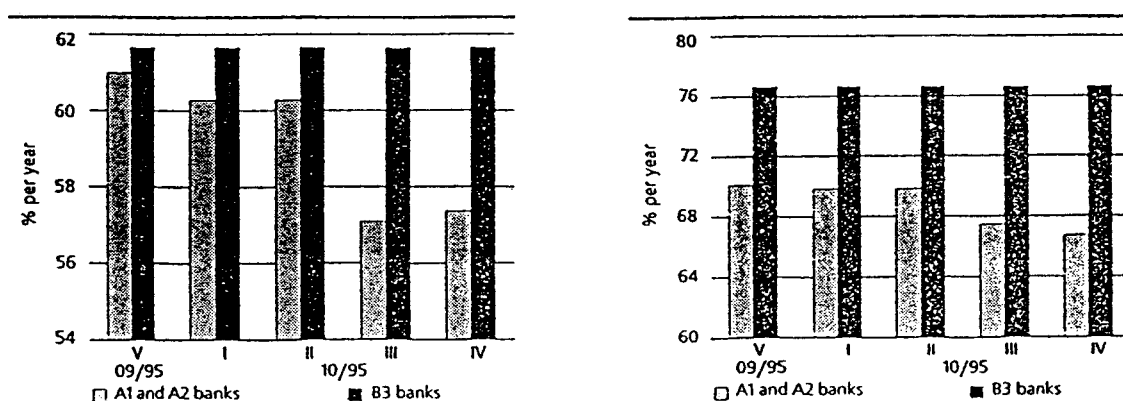 % per year
62
60
58
56
54
V I II III IV
09/95 10/95
A1 and A2 banks B3 banks
% per year
80
76
72
68
64
60
V I II III IV
09/95 10/95
A1 and A2 banks B3 banks